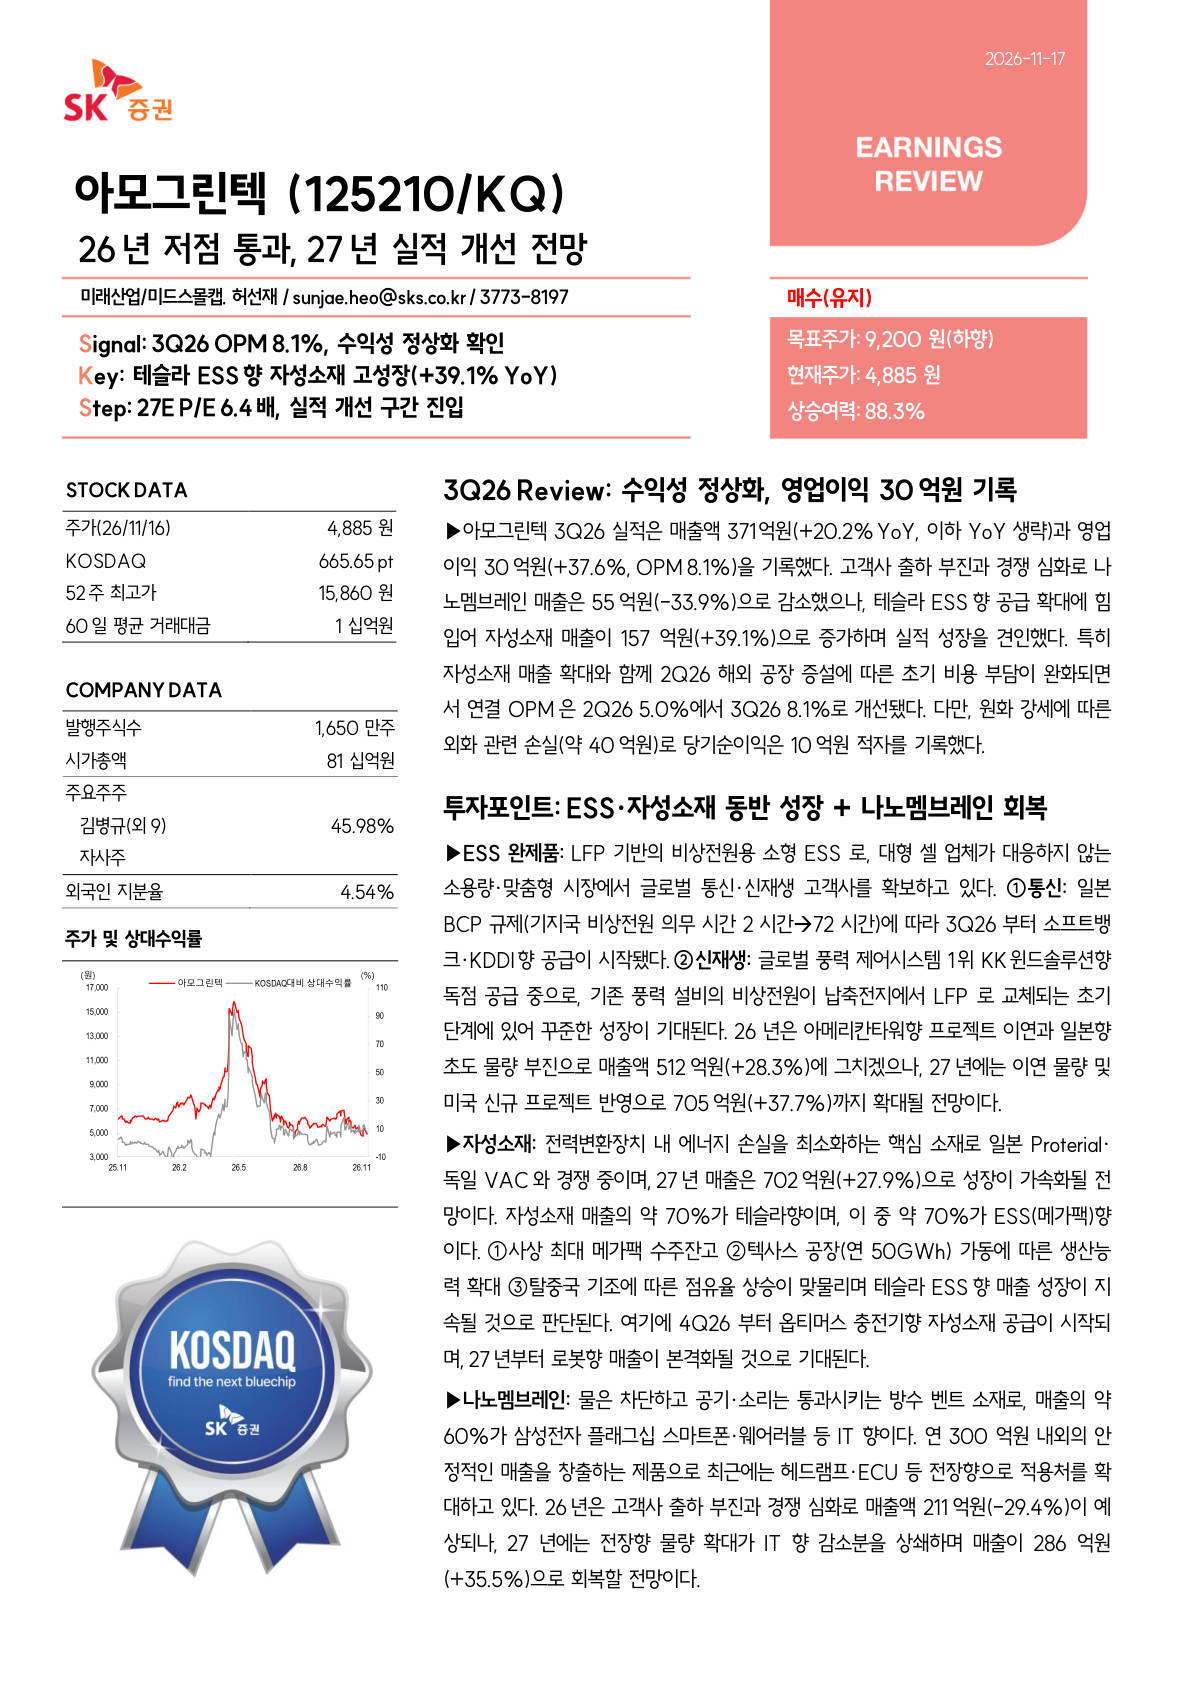 2026-11-17
SK 증권
EARNINGS
REVIEW
아모그린텍 (125210/KQ)
26년 저점 통과, 27년 실적 개선 전망
미래산업/미드스몰캡. 허선재 / sunjae.heo@sks.co.kr / 3773-8197
Signal: 3Q26 OPM 8.1%, 수익성 정상화 확인
Key: 테슬라 ESS향 자성소재 고성장(+39.1% YoY)
Step: 27E P/E 6.4배, 실적 개선 구간 진입
매수(유지)
목표주가: 9,200 원(하향)
현재주가: 4,885 원
상승여력: 88.3%
STOCK DATA
주가(26/11/16) 4,885 원
KOSDAQ 665.65 pt
52주 최고가 15,860 원
60일 평균 거래대금 1 십억원
COMPANY DATA
발행주식수 1,650 만주
시가총액 81 십억원
주요주주
김병규(외 9) 45.98%
자사주
외국인 지분율 4.54%
주가 및 상대수익률
(원) (%)
아모그린텍 KOSDAQ대비 상대수익률
17,000 110
15,000 90
13,000 70
11,000 50
9,000 30
7,000 10
5,000 -10
3,000
25.11 26.2 26.5 26.8 26.11
KOSDAQ
find the next bluechip
SK 증권
3Q26 Review: 수익성 정상화, 영업이익 30억원 기록
▶아모그린텍 3Q26 실적은 매출액 371억원(+20.2% YoY, 이하 YoY 생략)과 영업
이익 30억원(+37.6%, OPM 8.1%)을 기록했다. 고객사 출하 부진과 경쟁 심화로 나
노멤브레인 매출은 55억원(-33.9%)으로 감소했으나, 테슬라 ESS향 공급 확대에 힘
입어 자성소재 매출이 157 억원(+39.1%)으로 증가하며 실적 성장을 견인했다. 특히
자성소재 매출 확대와 함께 2Q26 해외 공장 증설에 따른 초기 비용 부담이 완화되면
서 연결 OPM은 2Q26 5.0%에서 3Q26 8.1%로 개선됐다. 다만, 원화 강세에 따른
외화 관련 손실(약 40억원)로 당기순이익은 10억원 적자를 기록했다.
투자포인트: ESS·자성소재 동반 성장 + 나노멤브레인 회복
▶ESS 완제품: LFP 기반의 비상전원용 소형 ESS 로, 대형 셀 업체가 대응하지 않는
소용량·맞춤형 시장에서 글로벌 통신·신재생 고객사를 확보하고 있다. ①통신: 일본
BCP 규제(기지국 비상전원 의무 시간 2 시간→72 시간)에 따라 3Q26 부터 소프트뱅
크·KDDI향 공급이 시작됐다. ②신재생: 글로벌 풍력 제어시스템 1위 KK윈드솔루션향
독점 공급 중으로, 기존 풍력 설비의 비상전원이 납축전지에서 LFP 로 교체되는 초기
단계에 있어 꾸준한 성장이 기대된다. 26 년은 아메리칸타워향 프로젝트 이연과 일본향
초도 물량 부진으로 매출액 512억원(+28.3%)에 그치겠으나, 27년에는 이연 물량 및
미국 신규 프로젝트 반영으로 705억원(+37.7%)까지 확대될 전망이다.
▶자성소재: 전력변환장치 내 에너지 손실을 최소화하는 핵심 소재로 일본 Proterial·
독일 VAC와 경쟁 중이며, 27년 매출은 702억원(+27.9%)으로 성장이 가속화될 전
망이다. 자성소재 매출의 약 70%가 테슬라향이며, 이 중 약 70%가 ESS(메가팩)향
이다. ①사상 최대 메가팩 수주잔고 ②텍사스 공장(연 50GWh) 가동에 따른 생산능
력 확대 ③탈중국 기조에 따른 점유율 상승이 맞물리며 테슬라 ESS향 매출 성장이 지
속될 것으로 판단된다. 여기에 4Q26 부터 옵티머스 충전기향 자성소재 공급이 시작되
며, 27년부터 로봇향 매출이 본격화될 것으로 기대된다.
▶나노멤브레인: 물은 차단하고 공기·소리는 통과시키는 방수 벤트 소재로, 매출의 약
60%가 삼성전자 플래그십 스마트폰·웨어러블 등 IT 향이다. 연 300 억원 내외의 안
정적인 매출을 창출하는 제품으로 최근에는 헤드램프·ECU 등 전장향으로 적용처를 확
대하고 있다. 26년은 고객사 출하 부진과 경쟁 심화로 매출액 211억원(-29.4%)이 예
상되나, 27 년에는 전장향 물량 확대가 IT 향 감소분을 상쇄하며 매출이 286 억원
(+35.5%)으로 회복할 전망이다.